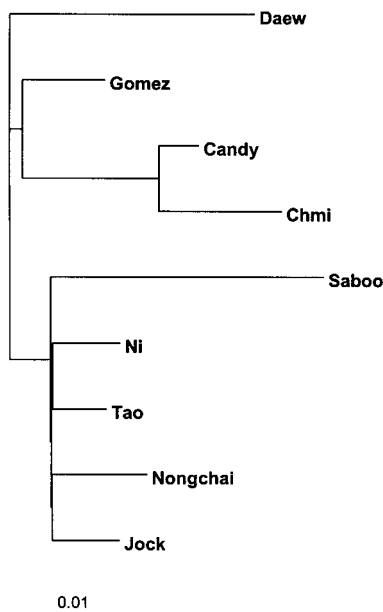 Daew
Gomez
Candy
Chmi
Saboo
Ni
Tao
Nongchai
Jock
0.01